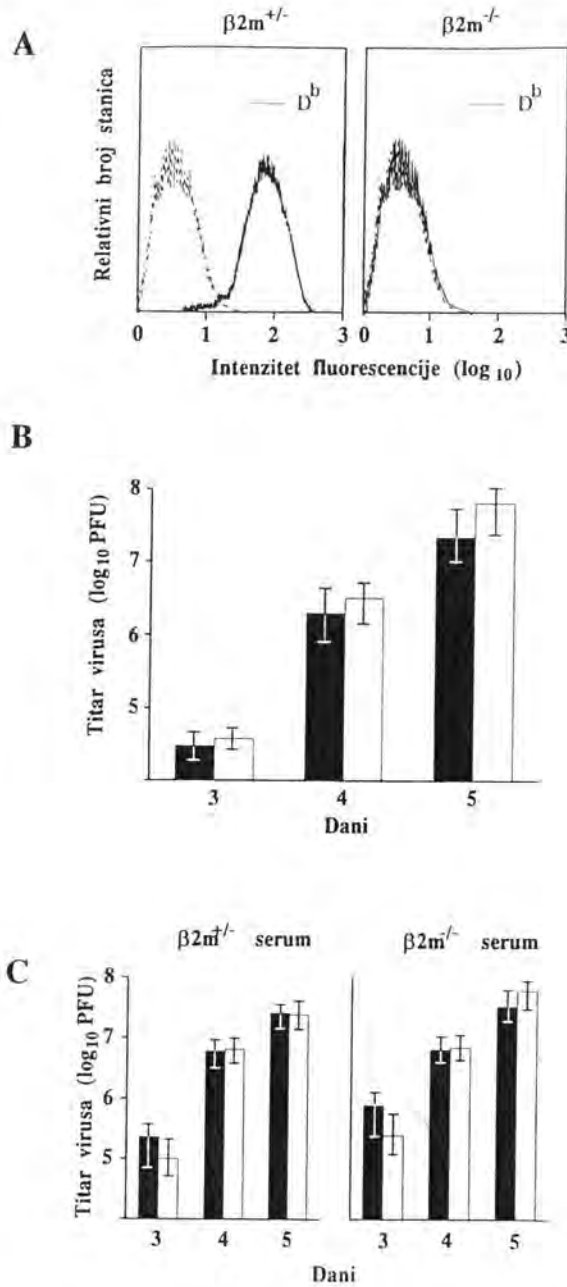 A
β2m+/- β2m-/-
Relativni broj stanica
D^b D^b
0 1 2 3 0 1 2 3
Intenzitet fluorescencije (log 10)
B
Titar virusa (log10 PFU)
8
7
6
5
3 4 5
Dani
C
β2m+/- serum β2m-/- serum
Titar virusa (log10 PFU)
8
7
6
5
3 4 5 3 4 5
Dani